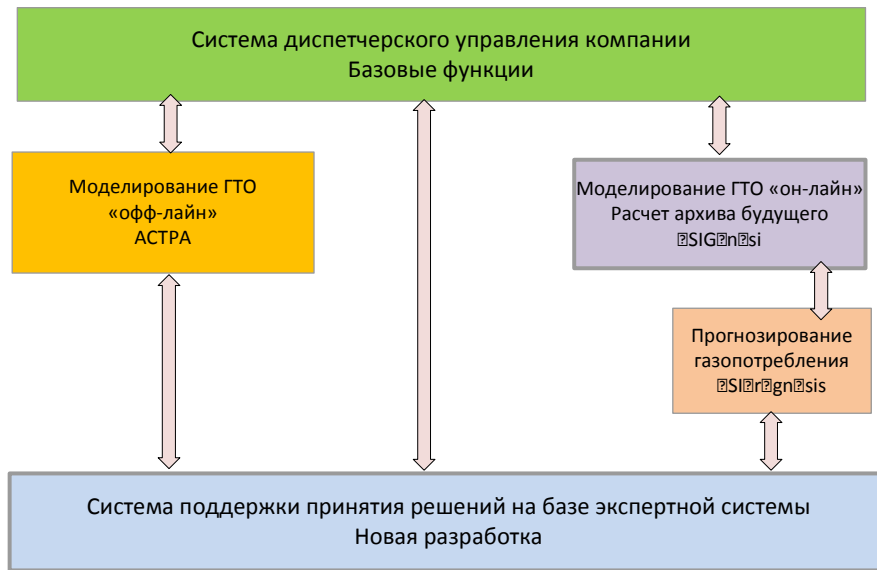 Система диспетчерского управления компании
Базовые функции
Моделирование ГТО
«офф-лайн»
АСТРА
Моделирование ГТО «он-лайн»
Расчет архива будущего
Прогнозирование
газопотребления
Система поддержки принятия решений на базе экспертной системы
Новая разработка